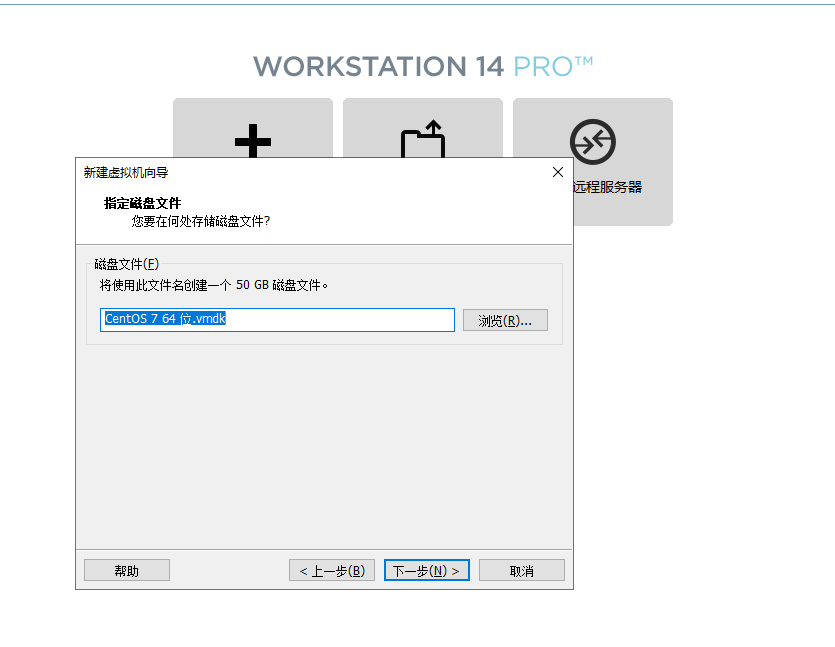 WORKSTATION 14 PRO™
远程服务器
新建虚拟机向导
指定磁盘文件
您要在何处存储磁盘文件?
磁盘文件(F)
将使用此文件名创建一个 50 GB 磁盘文件。
CentOS 7 64 位.vmdk
浏览(R)...
帮助
< 上一步(B)
下一步(N) >
取消